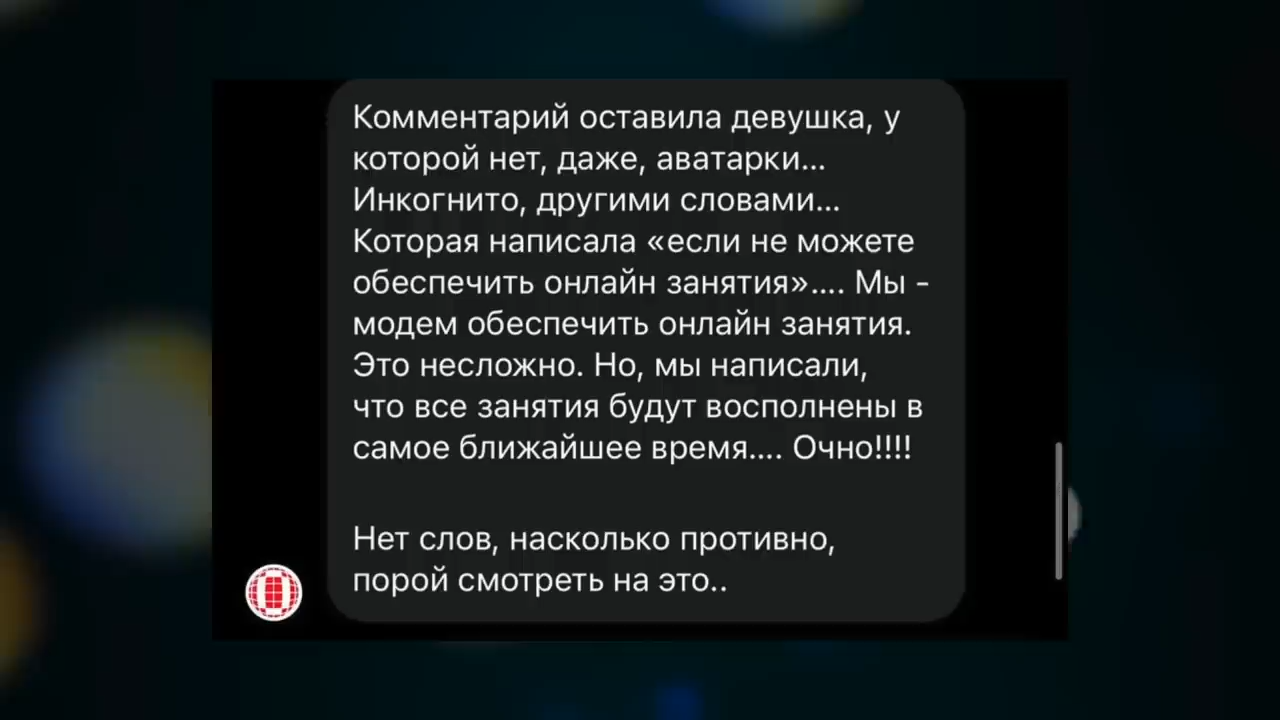 Комментарий оставила девушка, у
которой нет, даже, аватарки...
Инкогнито, другими словами...
Которая написала «если не можете
обеспечить онлайн занятия».... Мы -
модем обеспечить онлайн занятия.
Это несложно. Но, мы написали,
что все занятия будут восполнены в
самое ближайшее время.... Очно!!!!
Нет слов, насколько противно,
порой смотреть на это..